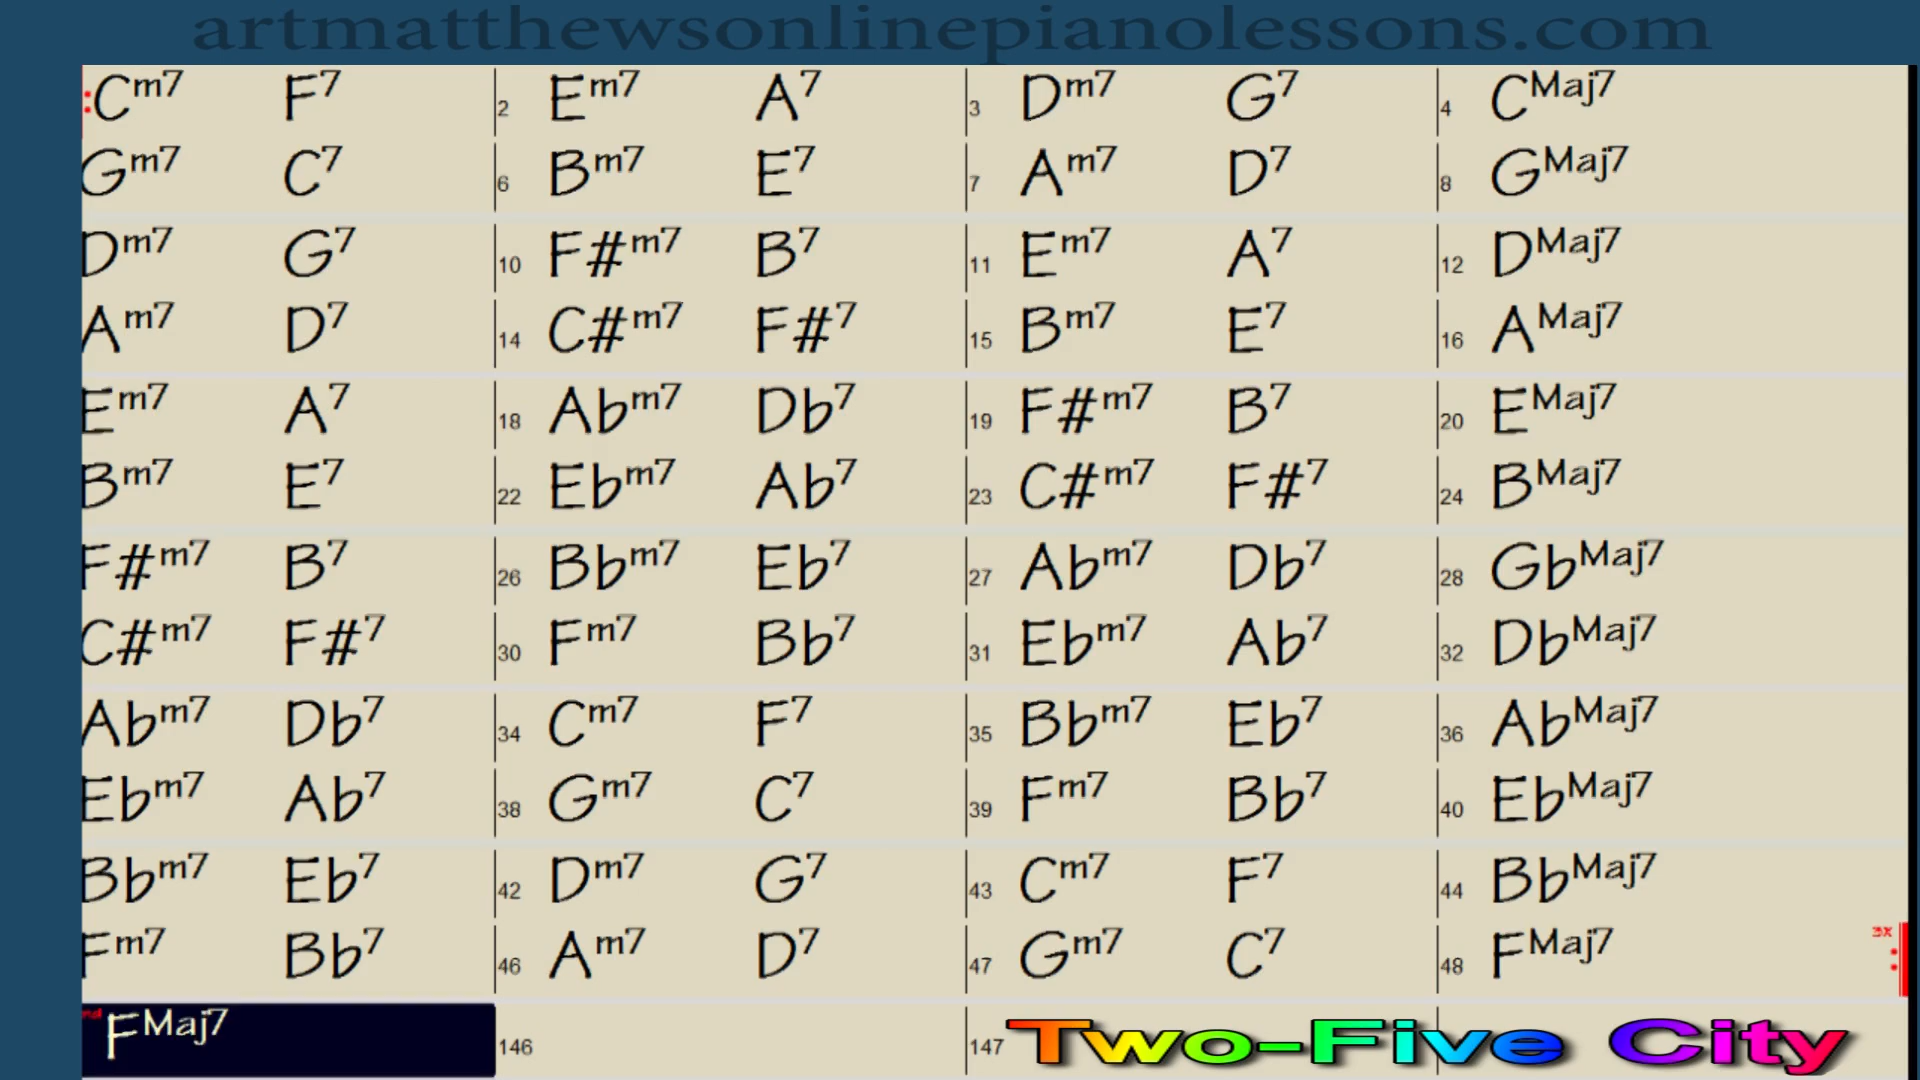 artmatthewsonlinepianolessons.com
:Cm7 F7 2 Em7 A7 3 Dm7 G7 4 CMaj7
Gm7 C7 6 Bm7 E7 7 Am7 D7 8 GMaj7
Dm7 G7 10 F#m7 B7 11 Em7 A7 12 DMaj7
Am7 D7 14 C#m7 F#7 15 Bm7 E7 16 AMaj7
Em7 A7 18 Abm7 Db7 19 F#m7 B7 20 EMaj7
Bm7 E7 22 Ebm7 Ab7 23 C#m7 F#7 24 BMaj7
F#m7 B7 26 Bbm7 Eb7 27 Abm7 Db7 28 GbMaj7
C#m7 F#7 30 Fm7 Bb7 31 Ebm7 Ab7 32 DbMaj7
Abm7 Db7 34 Cm7 F7 35 Bbm7 Eb7 36 AbMaj7
Ebm7 Ab7 38 Gm7 C7 39 Fm7 Bb7 40 EbMaj7
Bbm7 Eb7 42 Dm7 G7 43 Cm7 F7 44 BbMaj7
Fm7 Bb7 46 Am7 D7 47 Gm7 C7 48 FMaj7 3x :
FMaj7 146 147 Two-Five City